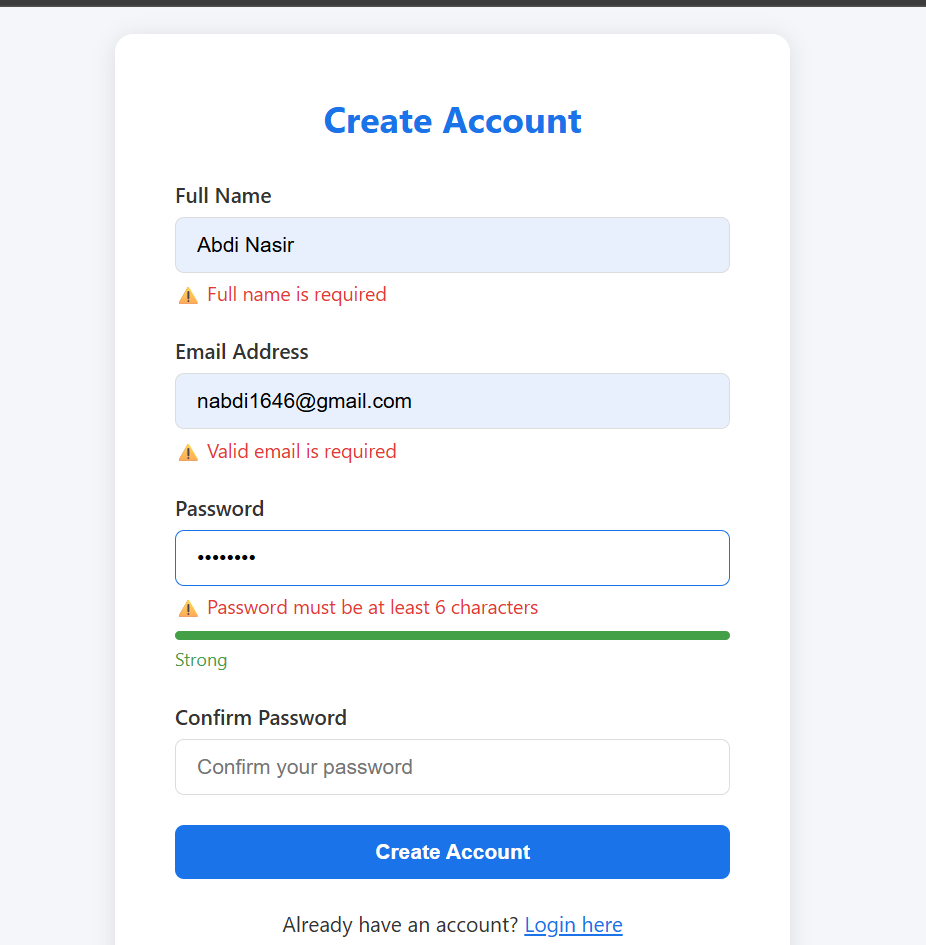 Create Account
Full Name
Abdi Nasir
⚠ Full name is required
Email Address
nabdi1646@gmail.com
⚠ Valid email is required
Password
••••••••
⚠ Password must be at least 6 characters
Strong
Confirm Password
Confirm your password
Create Account
Already have an account? Login here